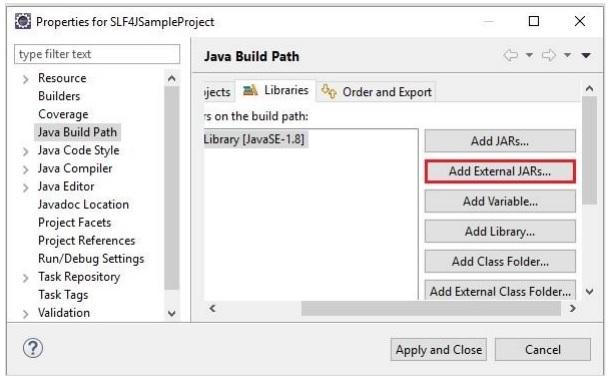 Properties for SLF4JSampleProject
type filter text
Resource
Builders
Coverage
Java Build Path
Java Code Style
Java Compiler
Java Editor
Javadoc Location
Project Facets
Project References
Run/Debug Settings
Task Repository
Task Tags
Validation
Java Build Path
ojects Libraries Order and Export
rs on the build path:
Library [JavaSE-1.8]
Add JARs...
Add External JARs...
Add Variable...
Add Library...
Add Class Folder...
Add External Class Folder...
Apply and Close Cancel